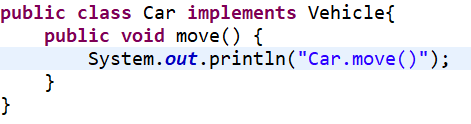 public class Car implements Vehicle{
    public void move() {
        System.out.println("Car.move()");
    }
}